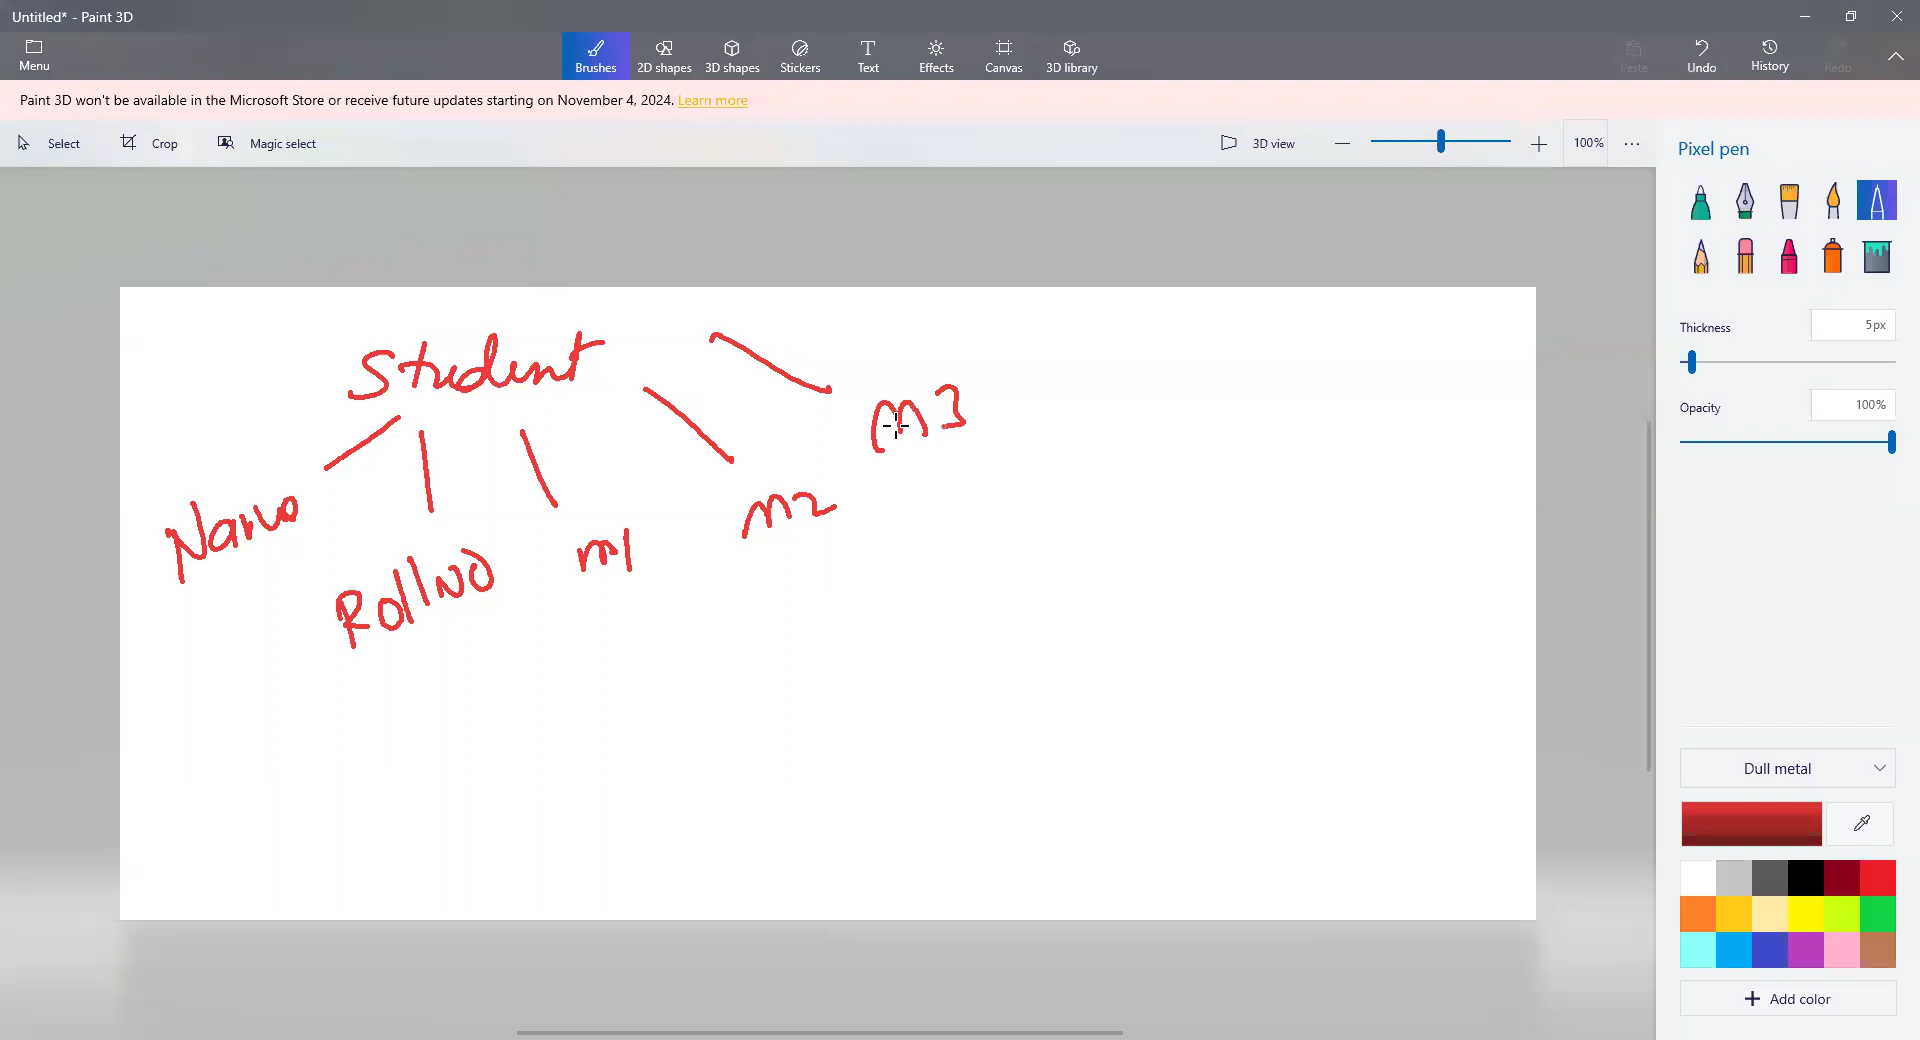 Untitled* - Paint 3D
Menu
Brushes
2D shapes
3D shapes
Stickers
Text
Effects
Canvas
3D library
Paste
Undo
History
Redo
Paint 3D won't be available in the Microsoft Store or receive future updates starting on November 4, 2024. Learn more
Select
Crop
Magic select
3D view
100%
Pixel pen
Thickness
5px
Opacity
100%
Student
m3
m2
m1
Name
RollNO
Dull metal
Add color